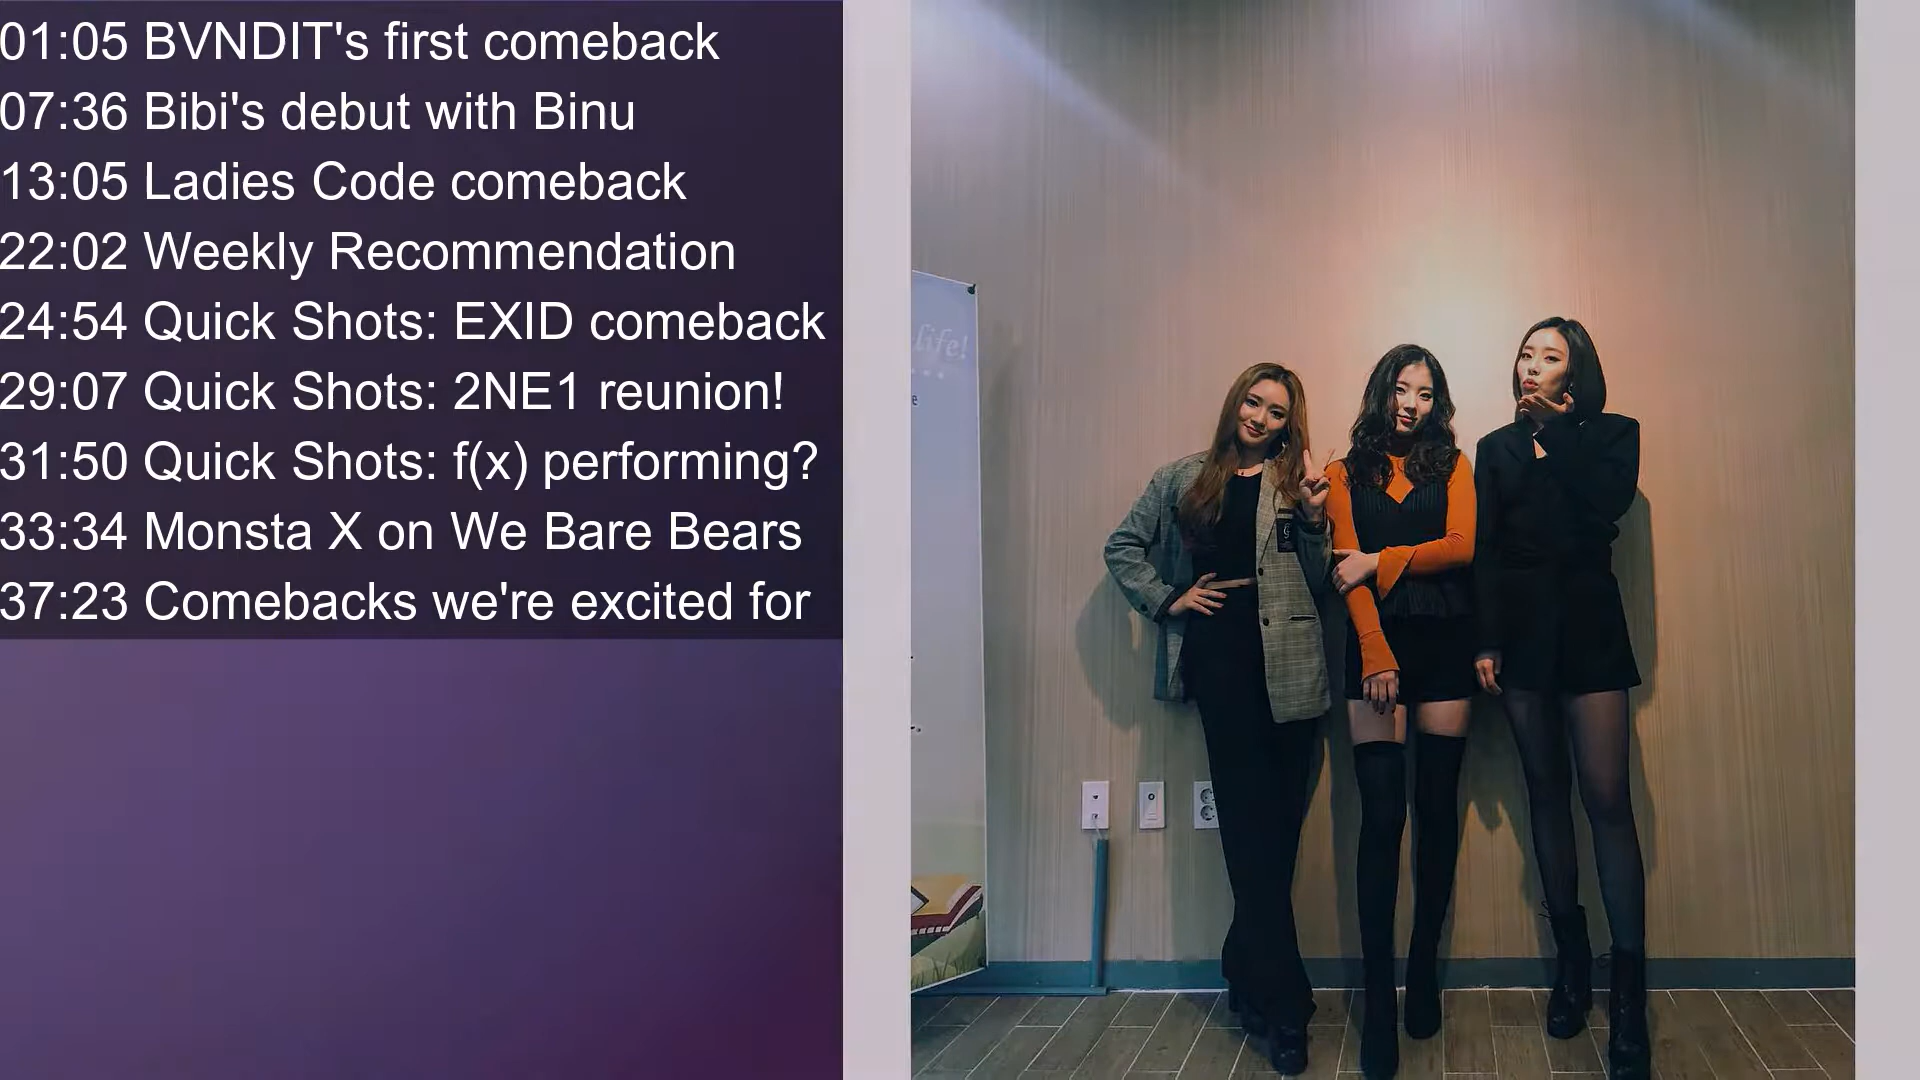 01:05 BVNDIT's first comeback
07:36 Bibi's debut with Binu
13:05 Ladies Code comeback
22:02 Weekly Recommendation
24:54 Quick Shots: EXID comeback
29:07 Quick Shots: 2NE1 reunion!
31:50 Quick Shots: f(x) performing?
33:34 Monsta X on We Bare Bears
37:23 Comebacks we're excited for
life!